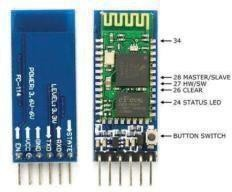 FC-114
POWER: 3.6V-6V
LEVEL: 3.3V
EN
VCC
GND
TXD
RXD
STATE
34
28 MASTER/SLAVE
27 HW/SW
26 CLEAR
24 STATUS LED
BUTTON SWITCH